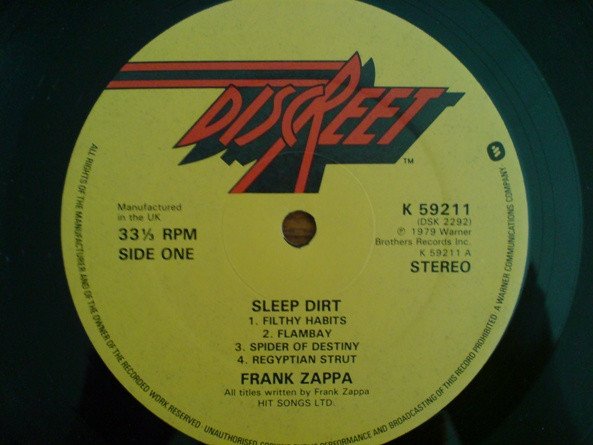 DISCREET
TM
Manufactured
in the UK
33⅓ RPM
SIDE ONE
K 59211
(DSK 2292)
℗ 1979 Warner
Brothers Records Inc.
K 59211 A
STEREO
SLEEP DIRT
1. FILTHY HABITS
2. FLAMBAY
3. SPIDER OF DESTINY
4. REGYPTIAN STRUT
FRANK ZAPPA
All titles written by Frank Zappa
HIT SONGS LTD.
ALL RIGHTS OF THE MANUFACTURER AND OF THE OWNER OF THE RECORDED WORK RESERVED. UNAUTHORISED PERFORMANCE AND BROADCASTING OF THIS RECORD PROHIBITED. A WARNER COMMUNICATIONS COMPANY